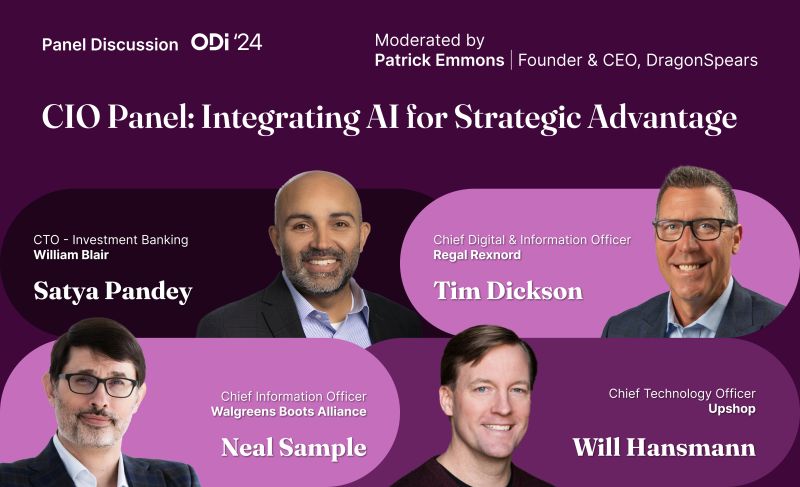 Panel Discussion ODi '24
Moderated by
Patrick Emmons | Founder & CEO, DragonSpears
CIO Panel: Integrating AI for Strategic Advantage
CTO - Investment Banking
William Blair
Satya Pandey
Chief Digital & Information Officer
Regal Rexnord
Tim Dickson
Chief Information Officer
Walgreens Boots Alliance
Neal Sample
Chief Technology Officer
Upshop
Will Hansmann